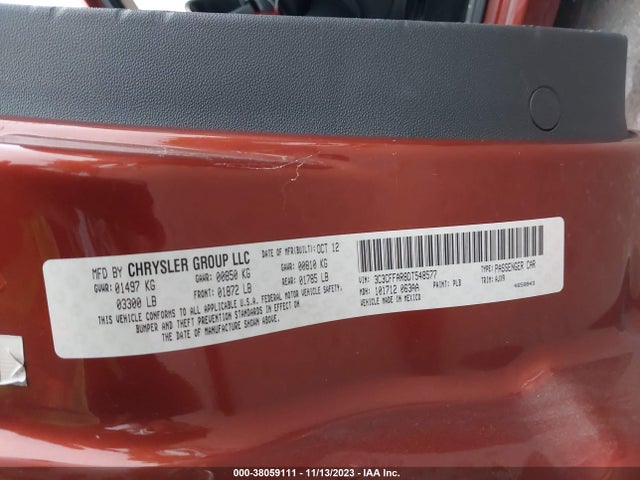 MFD BY CHRYSLER GROUP LLC DATE OF MFR(BUILT): OCT 12
GVWR: 01497 KG GAWR: 00850 KG GAWR: 00810 KG
03300 LB FRONT: 01872 LB REAR: 01785 LB
THIS VEHICLE CONFORMS TO ALL APPLICABLE U.S.A. FEDERAL MOTOR VEHICLE SAFETY,
BUMPER AND THEFT PREVENTION STANDARDS IN EFFECT ON
THE DATE OF MANUFACTURE SHOWN ABOVE.
VIN: 3C3CFFAR8DT548577 TYPE: PASSENGER CAR
MDH: 101712 063AA PAINT: PLB TRIM: AJX9
VEHICLE MADE IN MEXICO
000-38059111 - 11/13/2023 - IAA Inc.